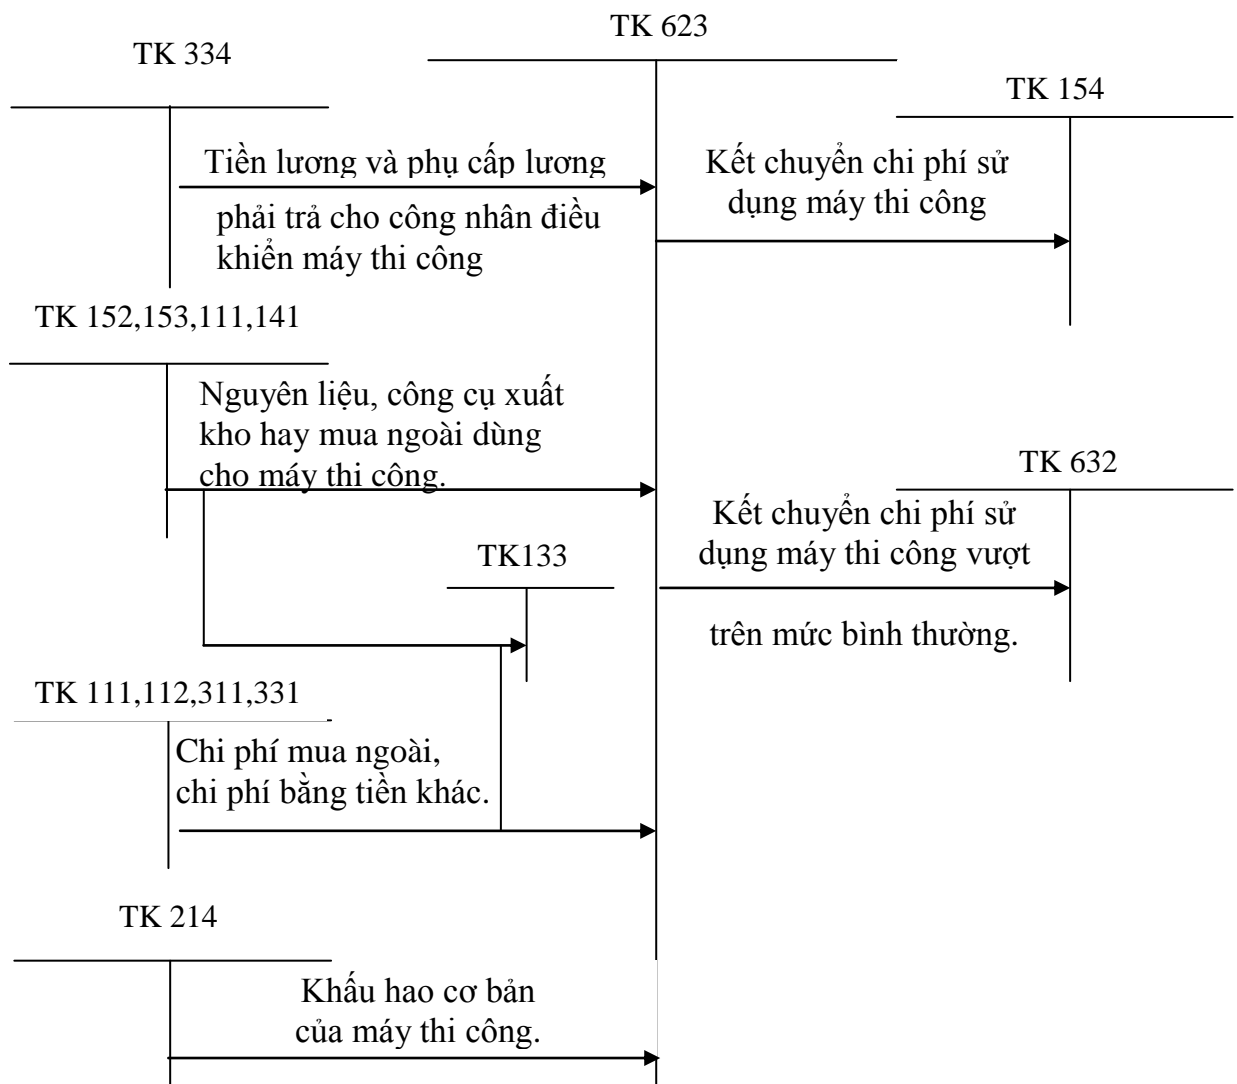 TK 623
TK 334
TK 154
Tiền lương và phụ cấp lương
phải trả cho công nhân điều
khiển máy thi công
Kết chuyển chi phí sử
dụng máy thi công
TK 152,153,111,141
Nguyên liệu, công cụ xuất
kho hay mua ngoài dùng
cho máy thi công.
TK 632
Kết chuyển chi phí sử
dụng máy thi công vượt
trên mức bình thường.
TK133
TK 111,112,311,331
Chi phí mua ngoài,
chi phí bằng tiền khác.
TK 214
Khấu hao cơ bản
của máy thi công.